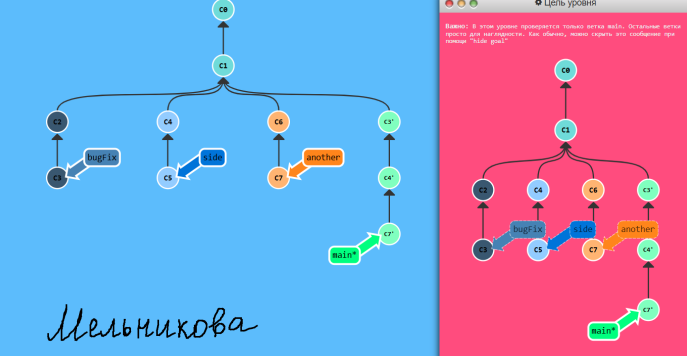 C0
C1
C2
C4
C6
C3'
bugFix
side
another
C3
C5
C7
C4'
C7'
main*
Мельникова
Цель уровня
Важно: В этом уровне проверяется только ветка main. Остальные ветки
просто для наглядности. Как обычно, можно скрыть это сообщение при
помощи "hide goal"
C0
C1
C2
C4
C6
C3'
bugFix
side
another
C3
C5
C7
C4'
C7'
main*